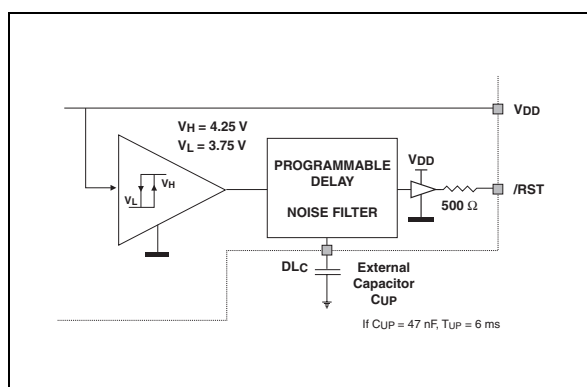 VDD
VH = 4.25 V
VL = 3.75 V
VH
VL
PROGRAMMABLE
DELAY
NOISE FILTER
VDD
500 Ω
/RST
DLC
External
Capacitor
CUP
If CUP = 47 nF, TUP = 6 ms